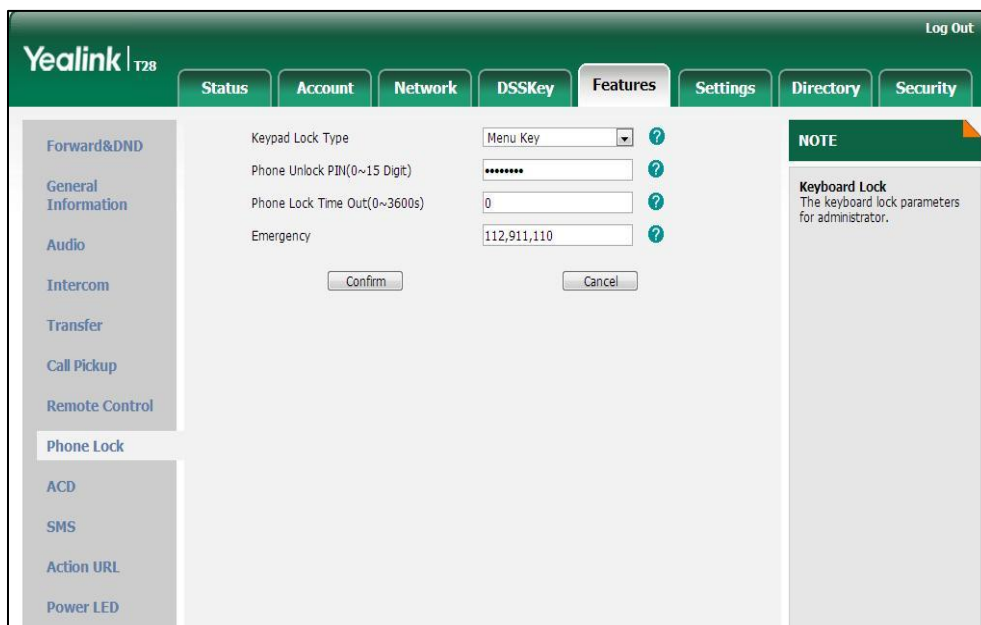 Log Out
Yealink T28
Status Account Network DSSKey Features Settings Directory Security
Forward&DND
General
Information
Audio
Intercom
Transfer
Call Pickup
Remote Control
Phone Lock
ACD
SMS
Action URL
Power LED
Keypad Lock Type Menu Key ?
Phone Unlock PIN(0~15 Digit) •••••••• ?
Phone Lock Time Out(0~3600s) 0 ?
Emergency 112,911,110 ?
Confirm Cancel
NOTE
Keyboard Lock
The keyboard lock parameters
for administrator.